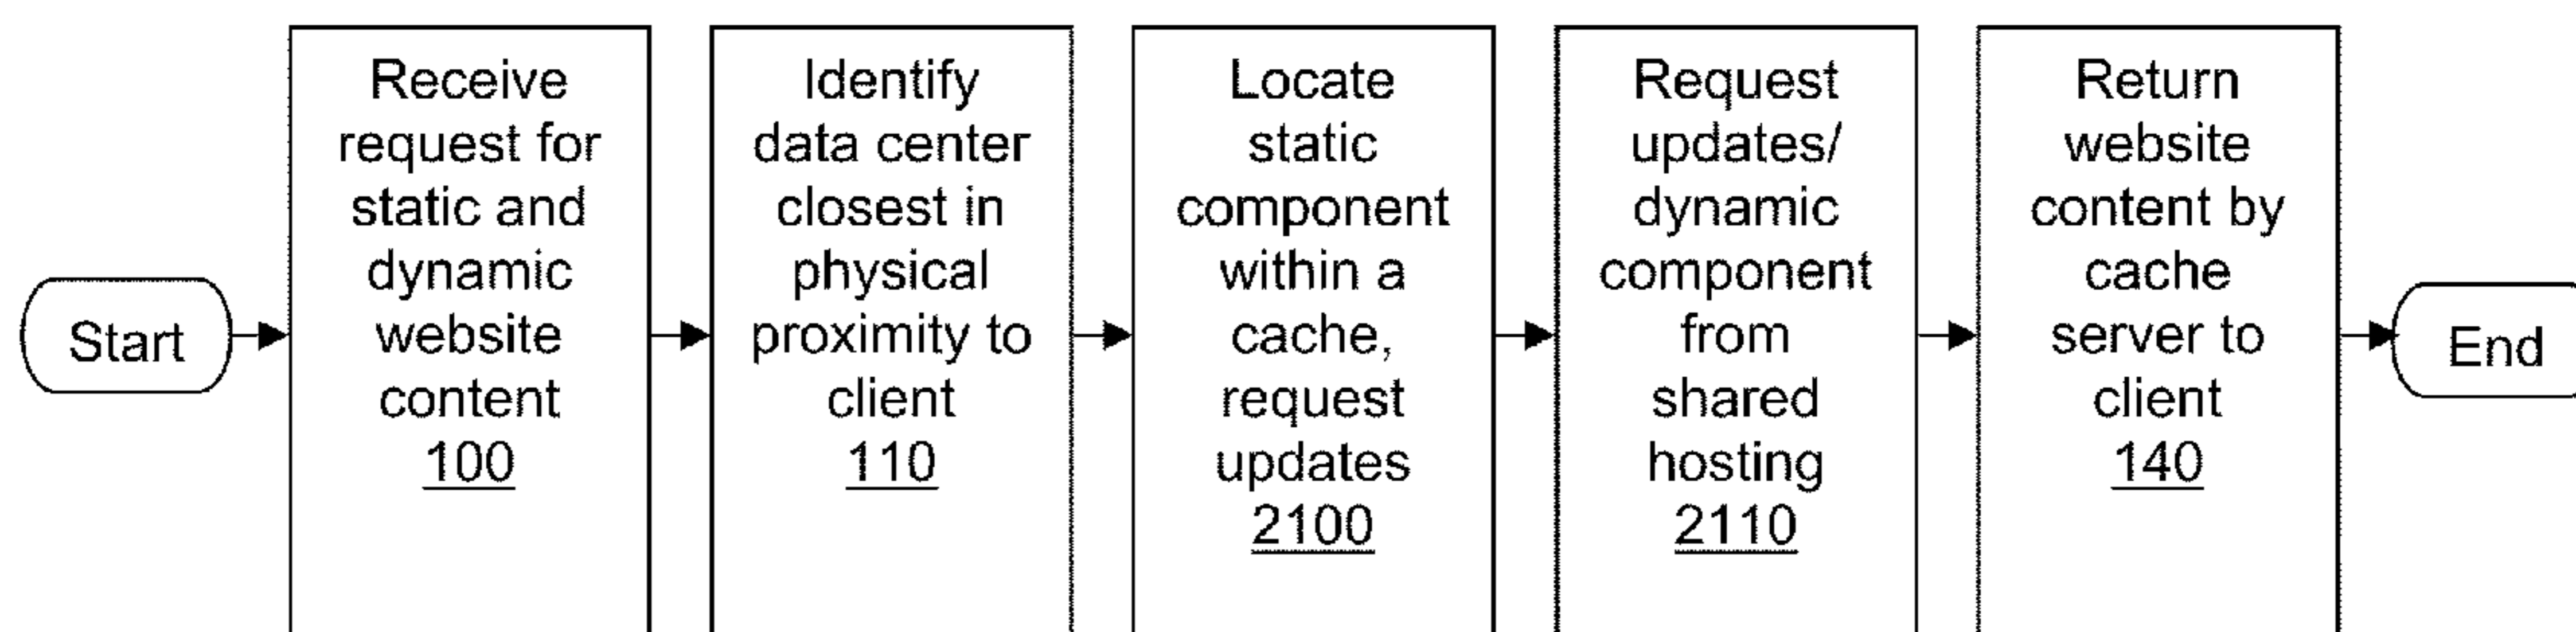 Start
Receive
request for
static and
dynamic
website
content
100
Identify
data center
closest in
physical
proximity to
client
110
Locate
static
component
within a
cache,
request
updates
2100
Request
updates/
dynamic
component
from
shared
hosting
2110
Return
website
content by
cache
server to
client
140
End